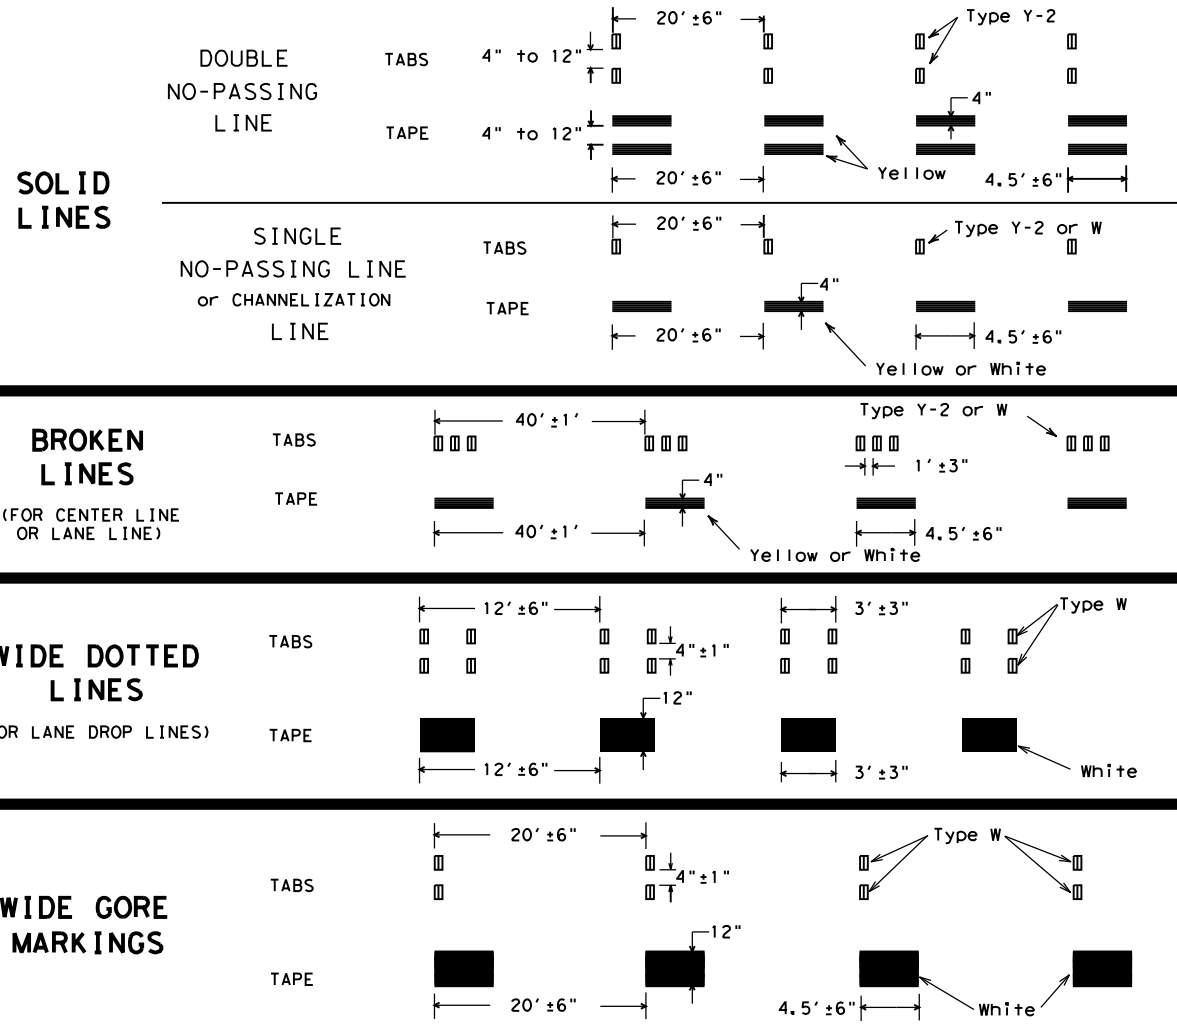 SOLID
LINES
DOUBLE
NO-PASSING
LINE
TABS
20'±6"
Type Y-2
4" to 12"
TAPE
4" to 12"
4"
Yellow
20'±6"
4.5'±6"
SINGLE
NO-PASSING LINE
or CHANNELIZATION
LINE
TABS
20'±6"
Type Y-2 or W
TAPE
4"
20'±6"
4.5'±6"
Yellow or White
BROKEN
LINES
(FOR CENTER LINE
OR LANE LINE)
TABS
40'±1'
Type Y-2 or W
1'±3"
TAPE
4"
40'±1'
4.5'±6"
Yellow or White
WIDE DOTTED
LINES
OR LANE DROP LINES)
TABS
12'±6"
3'±3"
Type W
4"±1"
TAPE
12"
12'±6"
3'±3"
White
WIDE GORE
MARKINGS
TABS
20'±6"
Type W
4"±1"
TAPE
12"
20'±6"
4.5'±6"
White